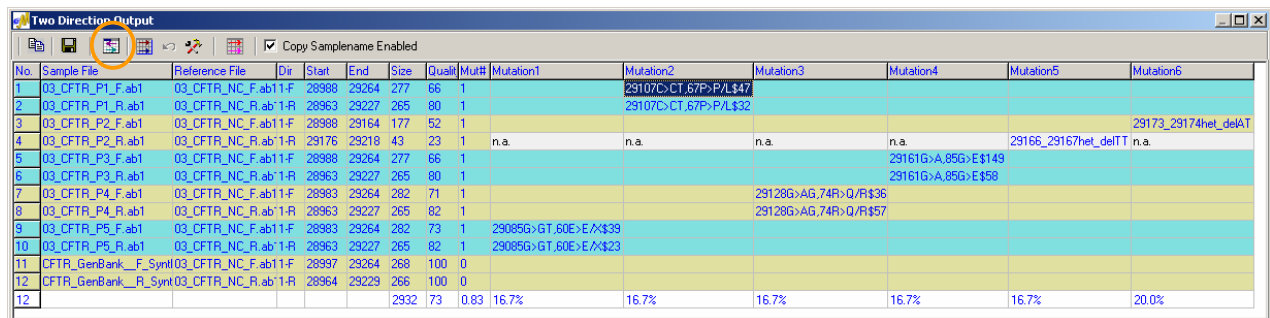 Two Direction Output
Copy Samplename Enabled
No. Sample File Reference File Dir Start End Size Qualit Mut# Mutation1 Mutation2 Mutation3 Mutation4 Mutation5 Mutation6
1 03_CFTR_P1_F.ab1 03_CFTR_NC_F.ab1 1-F 28988 29264 277 66 1 29107C>CT,67P>P/L$47
2 03_CFTR_P1_R.ab1 03_CFTR_NC_R.ab1 1-R 28963 29227 265 80 1 29107C>CT,67P>P/L$32
3 03_CFTR_P2_F.ab1 03_CFTR_NC_F.ab1 1-F 28988 29164 177 52 1 29173_29174het_delAT
4 03_CFTR_P2_R.ab1 03_CFTR_NC_R.ab1 1-R 29176 29218 43 23 1 n.a. n.a. n.a. n.a. 29166_29167het_delTT n.a.
5 03_CFTR_P3_F.ab1 03_CFTR_NC_F.ab1 1-F 28988 29264 277 66 1 29161G>A,85G>E$149
6 03_CFTR_P3_R.ab1 03_CFTR_NC_R.ab1 1-R 28963 29227 265 80 1 29161G>A,85G>E$58
7 03_CFTR_P4_F.ab1 03_CFTR_NC_F.ab1 1-F 28983 29264 282 71 1 29128G>AG,74R>Q/R$36
8 03_CFTR_P4_R.ab1 03_CFTR_NC_R.ab1 1-R 28963 29227 265 82 1 29128G>AG,74R>Q/R$57
9 03_CFTR_P5_F.ab1 03_CFTR_NC_F.ab1 1-F 28983 29264 282 73 1 29085G>GT,60E>E/X$39
10 03_CFTR_P5_R.ab1 03_CFTR_NC_R.ab1 1-R 28963 29227 265 82 1 29085G>GT,60E>E/X$23
11 CFTR_GenBank__F_Synt 03_CFTR_NC_F.ab1 1-F 28997 29264 268 100 0
12 CFTR_GenBank__R_Synt 03_CFTR_NC_R.ab1 1-R 28964 29229 266 100 0
12 2932 73 0.83 16.7% 16.7% 16.7% 16.7% 16.7% 20.0%